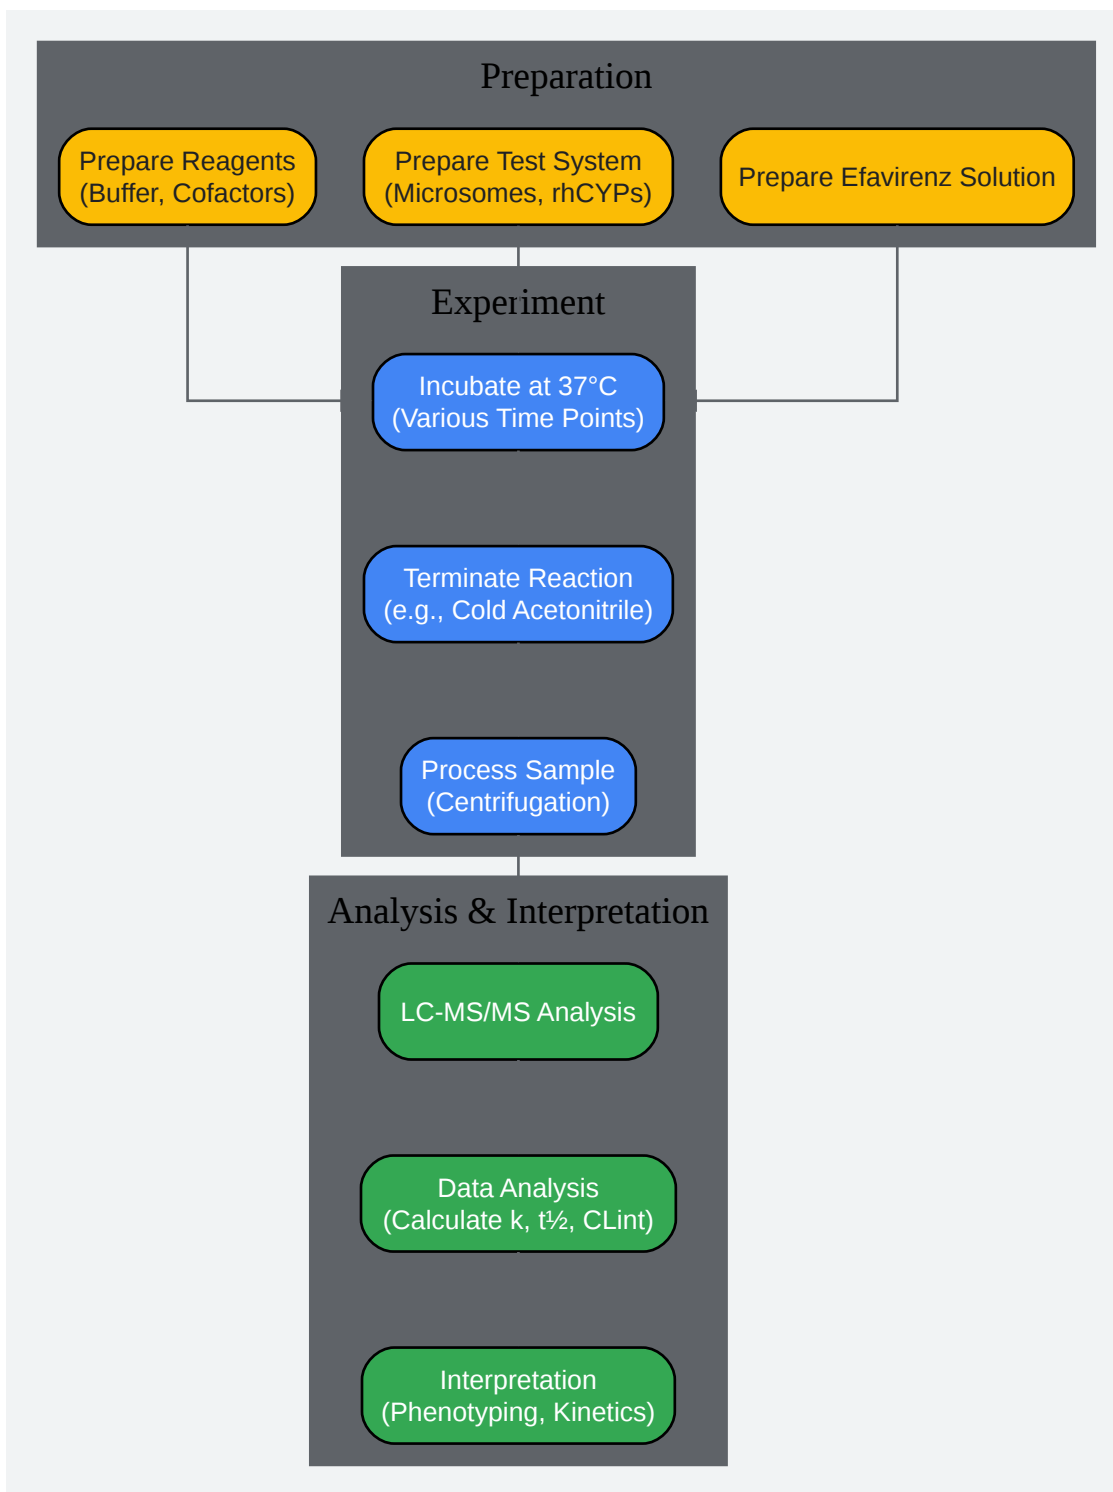 Preparation
Prepare Reagents
(Buffer, Cofactors)
Prepare Test System
(Microsomes, rhCYPs)
Prepare Efavirenz Solution
Experiment
Incubate at 37°C
(Various Time Points)
Terminate Reaction
(e.g., Cold Acetonitrile)
Process Sample
(Centrifugation)
Analysis & Interpretation
LC-MS/MS Analysis
Data Analysis
(Calculate k, t½, CLint)
Interpretation
(Phenotyping, Kinetics)